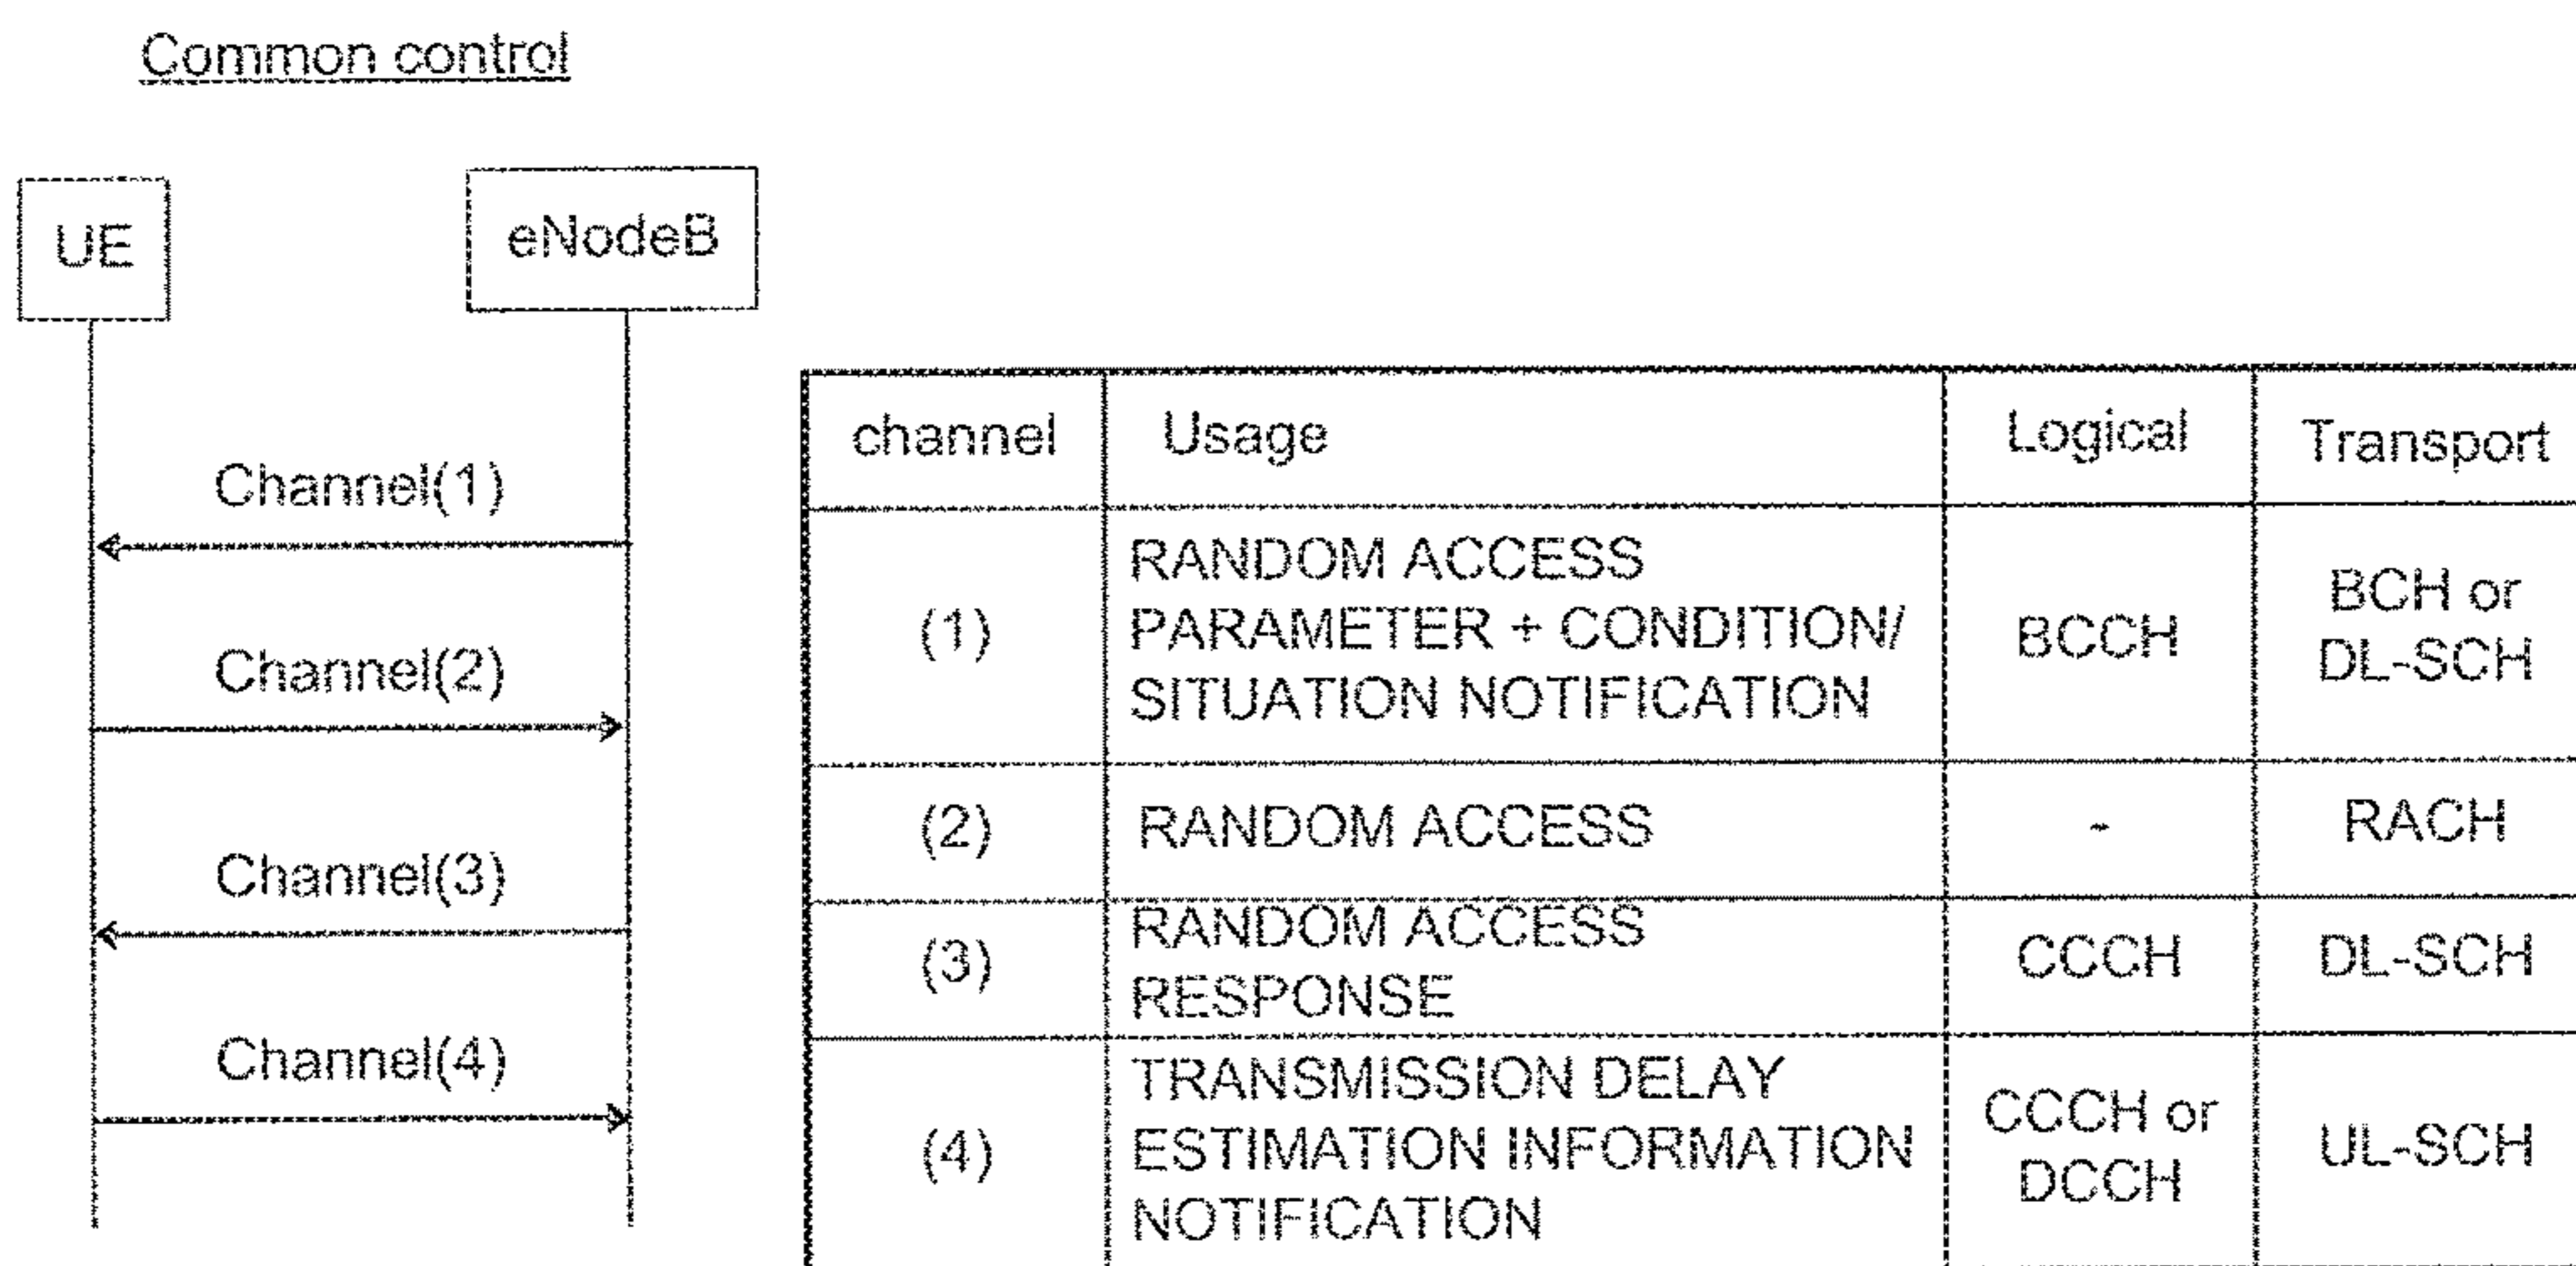 Common control
UE
eNodeB
Channel(1)
Channel(2)
Channel(3)
Channel(4)
channel Usage Logical Transport
(1) RANDOM ACCESS
PARAMETER + CONDITION/
SITUATION NOTIFICATION
BCCH
BCH or
DL-SCH
(2) RANDOM ACCESS - RACH
(3) RANDOM ACCESS
RESPONSE
CCCH DL-SCH
(4) TRANSMISSION DELAY
ESTIMATION INFORMATION
NOTIFICATION
CCCH or
DCCH
UL-SCH